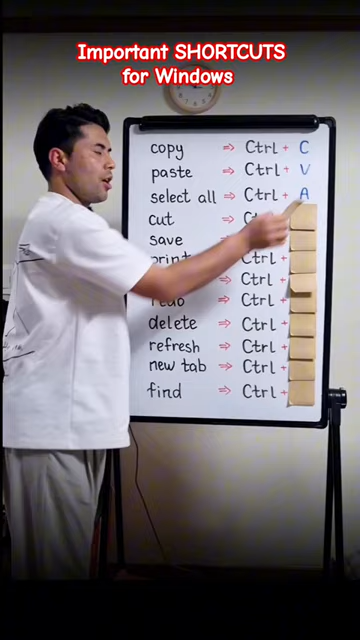 Important SHORTCUTS
for Windows
copy ⇒ Ctrl + C
paste ⇒ Ctrl + V
select all ⇒ Ctrl + A
cut ⇒
save
Ctrl +
⇒ Ctrl +
⇒ Ctrl +
delete ⇒ Ctrl +
refresh ⇒ Ctrl +
new tab ⇒ Ctrl +
find ⇒ Ctrl +